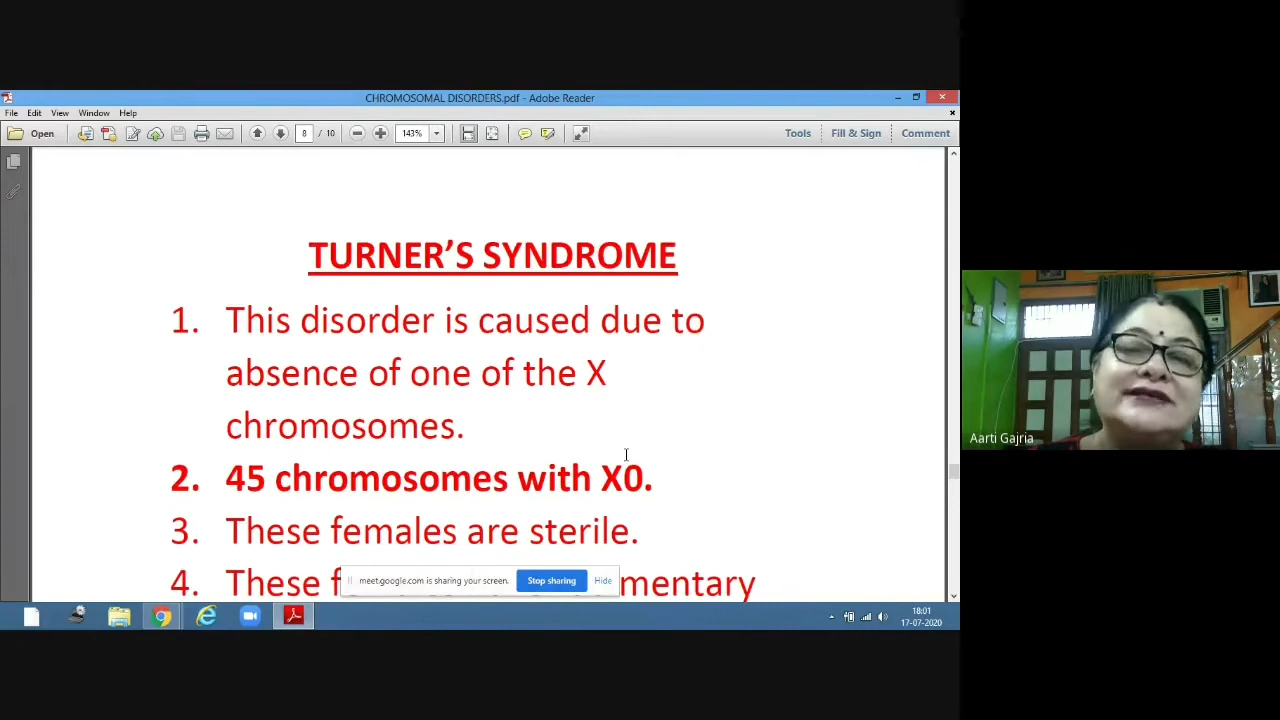 CHROMOSOMAL DISORDERS.pdf - Adobe Reader
File Edit View Window Help
Open 8 / 10 143% Tools Fill & Sign Comment
TURNER'S SYNDROME
1. This disorder is caused due to
absence of one of the X
chromosomes.
2. 45 chromosomes with X0.
3. These females are sterile.
4. These mentary
meet.google.com is sharing your screen. Stop sharing Hide
Aarti Gajria
18:01
17-07-2020